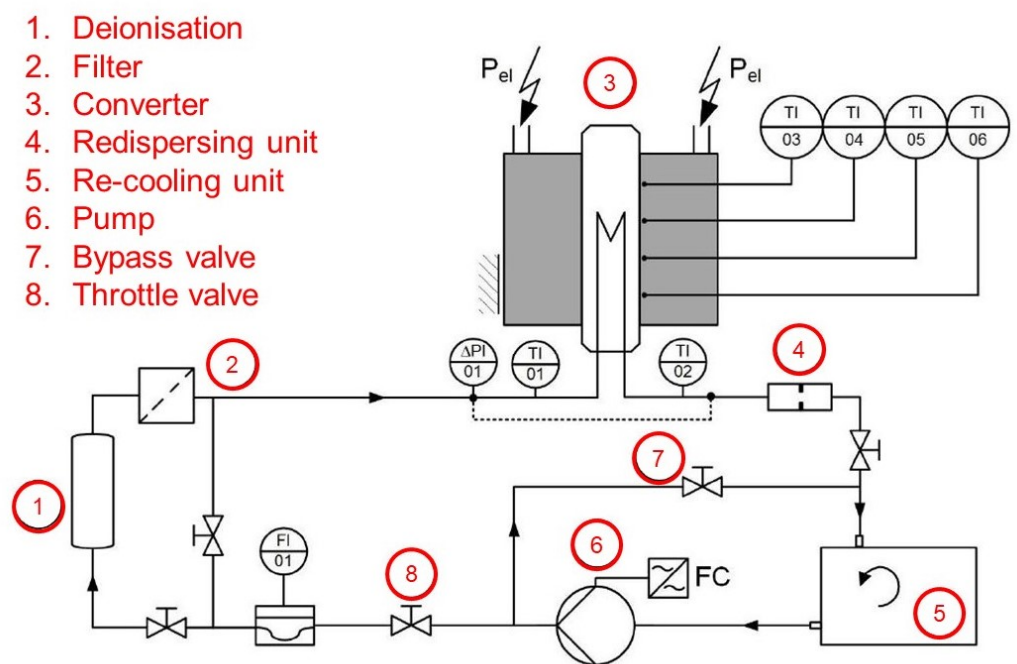 1. Deionisation
2. Filter
3. Converter
4. Redispersing unit
5. Re-cooling unit
6. Pump
7. Bypass valve
8. Throttle valve
Pel
3
Pel
TI 03
TI 04
TI 05
TI 06
2
ΔPI 01
TI 01
TI 02
4
1
7
FI 01
8
6
FC
5